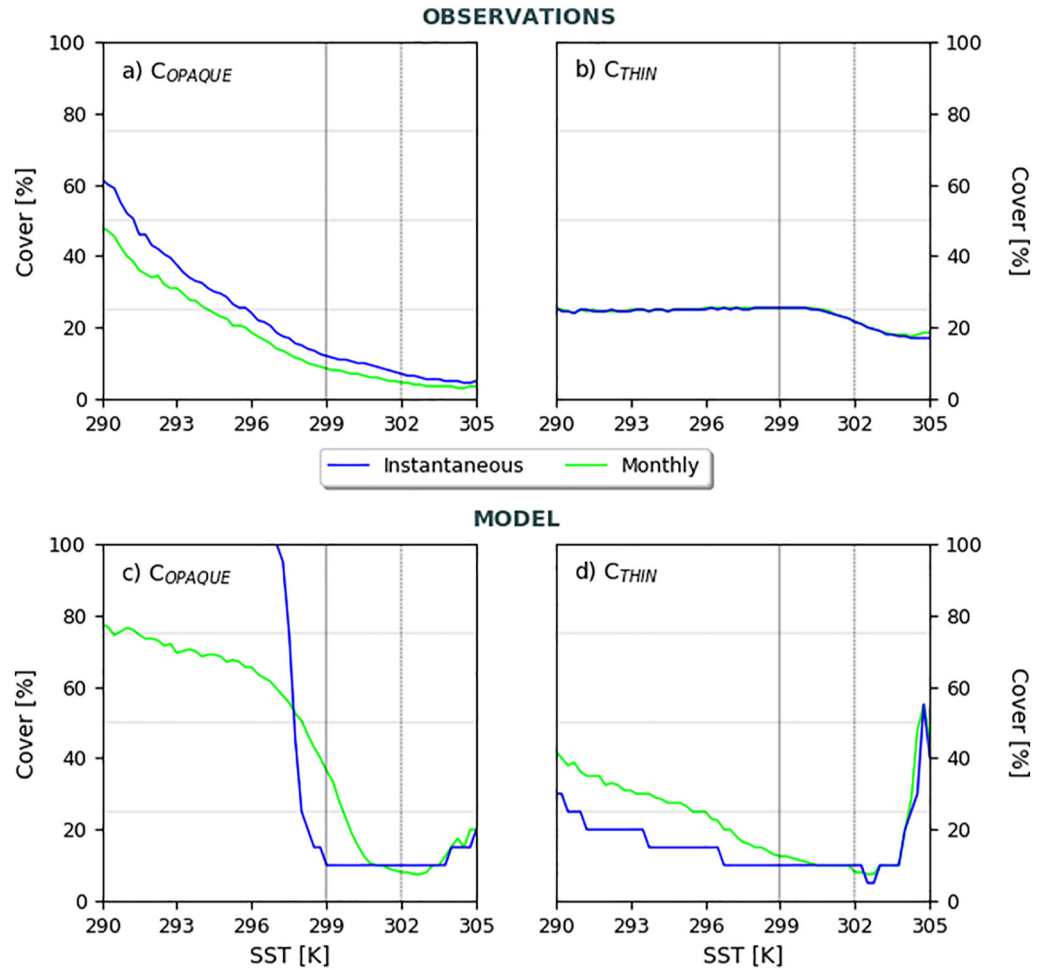 OBSERVATIONS
a) C_OPAQUE
b) C_THIN
100
80
60
40
20
0
Cover [%]
290 293 296 299 302 305
100
80
60
40
20
0
Cover [%]
290 293 296 299 302 305
Instantaneous Monthly
MODEL
c) C_OPAQUE
d) C_THIN
100
80
60
40
20
0
Cover [%]
290 293 296 299 302 305
SST [K]
100
80
60
40
20
0
Cover [%]
290 293 296 299 302 305
SST [K]